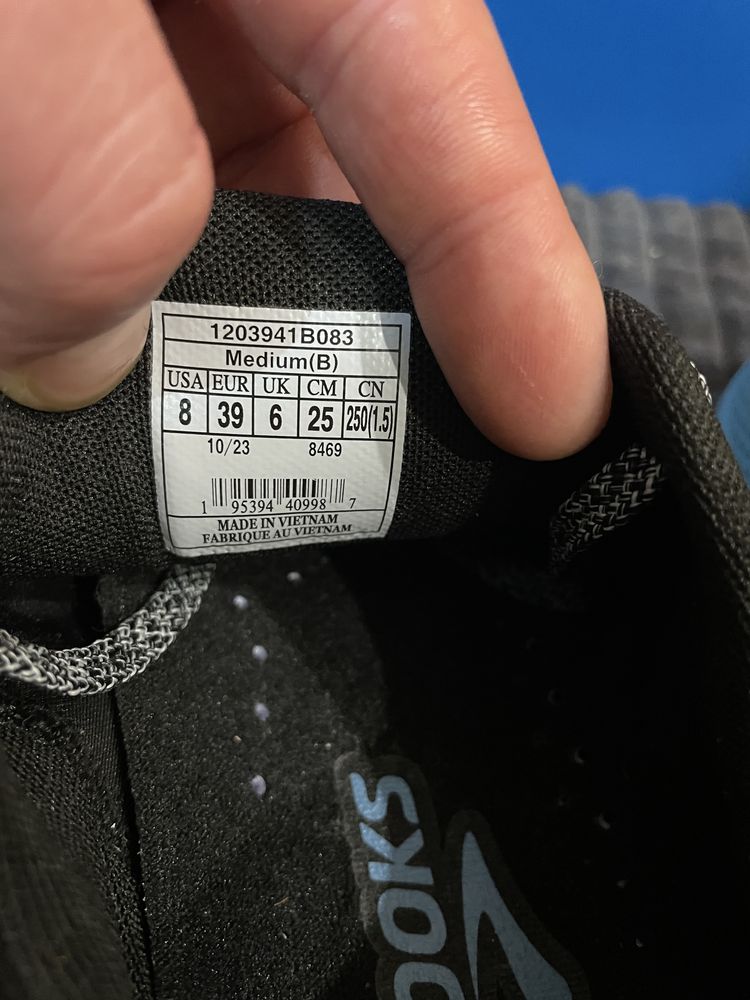 1203941B083
Medium(B)
USA EUR UK CM CN
8 39 6 25 250(1.5)
10/23 8469
1 95394 40998 7
MADE IN VIETNAM
FABRIQUE AU VIETNAM
OOKS